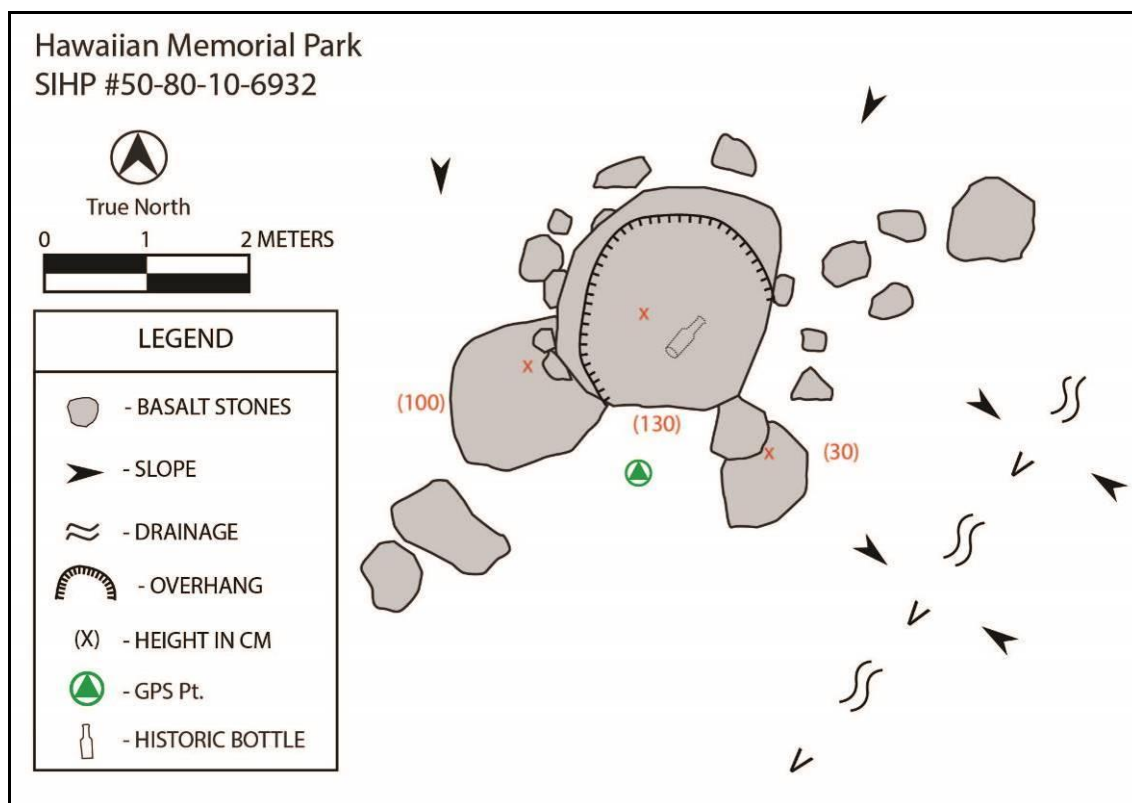 Hawaiian Memorial Park
SIHP #50-80-10-6932
True North
0 1 2 METERS
LEGEND
- BASALT STONES
- SLOPE
- DRAINAGE
- OVERHANG
(X) - HEIGHT IN CM
- GPS Pt.
- HISTORIC BOTTLE
x
x
(100)
(130)
x
(30)